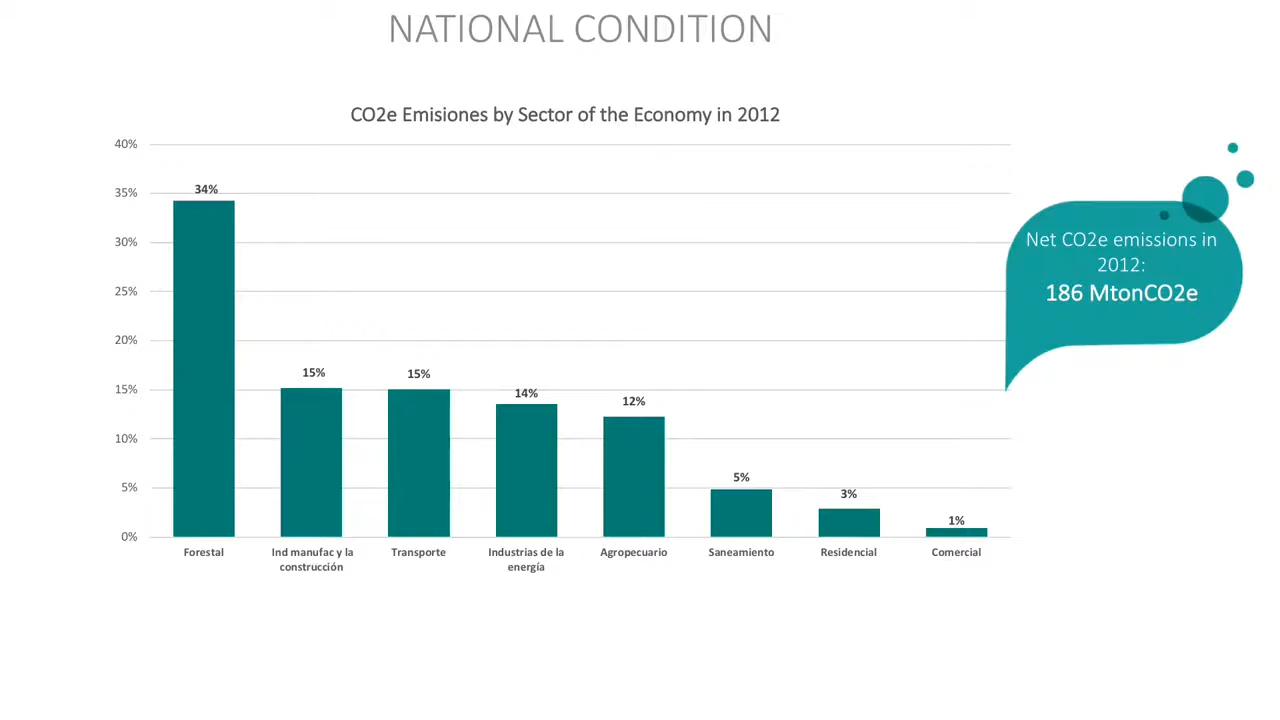 NATIONAL CONDITION
CO2e Emisiones by Sector of the Economy in 2012
40%
35%
30%
25%
20%
15%
10%
5%
0%
34%
15%
15%
14%
12%
5%
3%
1%
Forestal
Ind manufac y la
construcción
Transporte
Industrias de la
energía
Agropecuario
Saneamiento
Residencial
Comercial
Net CO2e emissions in
2012:
186 MtonCO2e